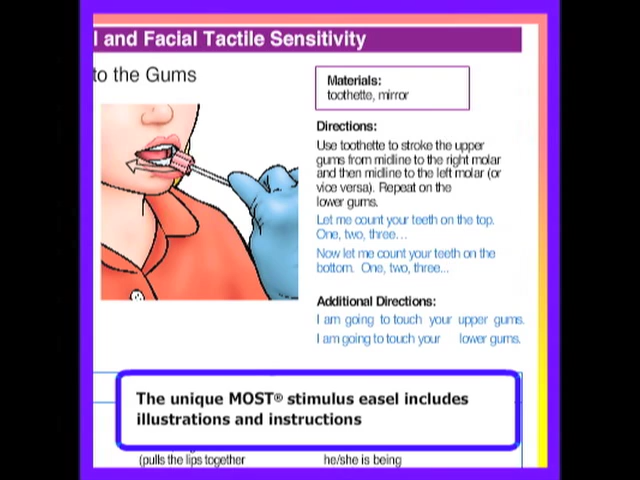 l and Facial Tactile Sensitivity
to the Gums
Materials:
toothette, mirror
Directions:
Use toothette to stroke the upper
gums from midline to the right molar
and then midline to the left molar (or
vice versa). Repeat on the
lower gums.
Let me count your teeth on the top.
One, two, three…
Now let me count your teeth on the
bottom. One, two, three...
Additional Directions:
I am going to touch your upper gums.
I am going to touch your lower gums.
The unique MOST® stimulus easel includes
illustrations and instructions
(pulls the lips together
he/she is being